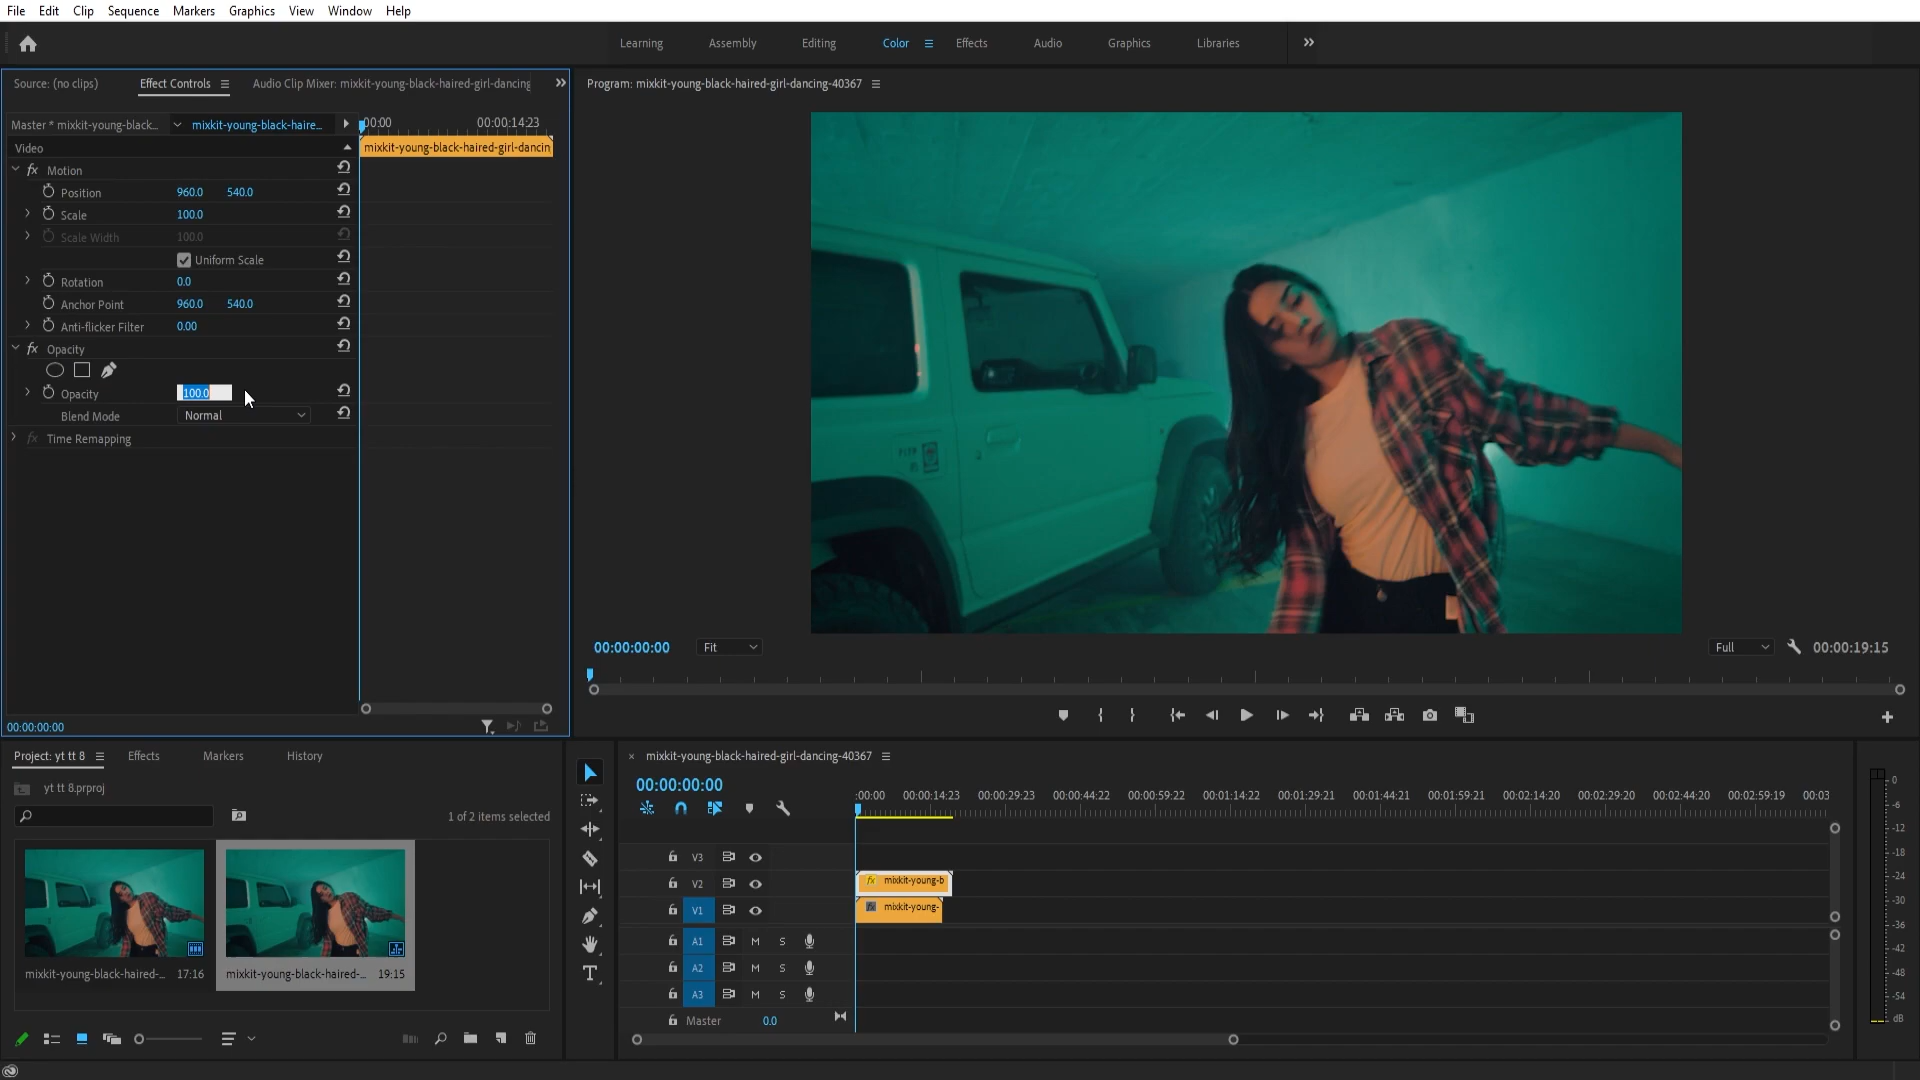 File Edit Clip Sequence Markers Graphics View Window Help
Learning Assembly Editing Color Effects Audio Graphics Libraries
Source: (no clips) Effect Controls Audio Clip Mixer: mixkit-young-black-haired-girl-dancing
Program: mixkit-young-black-haired-girl-dancing-40367
Master * mixkit-young-black... mixkit-young-black-haire... 00:00 00:00:14:23
Video mixkit-young-black-haired-girl-dancin
fx Motion
Position 960.0 540.0
Scale 100.0
Scale Width 100.0
Uniform Scale
Rotation 0.0
Anchor Point 960.0 540.0
Anti-flicker Filter 0.00
fx Opacity
Opacity 100.0
Blend Mode Normal
fx Time Remapping
00:00:00:00 Fit Full 00:00:19:15
00:00:00:00
Project: yt tt 8 Effects Markers History
yt tt 8.prproj
1 of 2 items selected
mixkit-young-black-haired-... 17:16 mixkit-young-black-haired-... 19:15
mixkit-young-black-haired-girl-dancing-40367
00:00:00:00
:00:00 00:00:14:23 00:00:29:23 00:00:44:22 00:00:59:22 00:01:14:22 00:01:29:21 00:01:44:21 00:01:59:21 00:02:14:20 00:02:29:20 00:02:44:20 00:02:59:19 00:03
V3
V2 fx mixkit-young-b
V1 fx mixkit-young-
A1 M S
A2 M S
A3 M S
Master 0.0
0
-6
-12
-18
-24
-30
-36
-42
-48
-54
dB